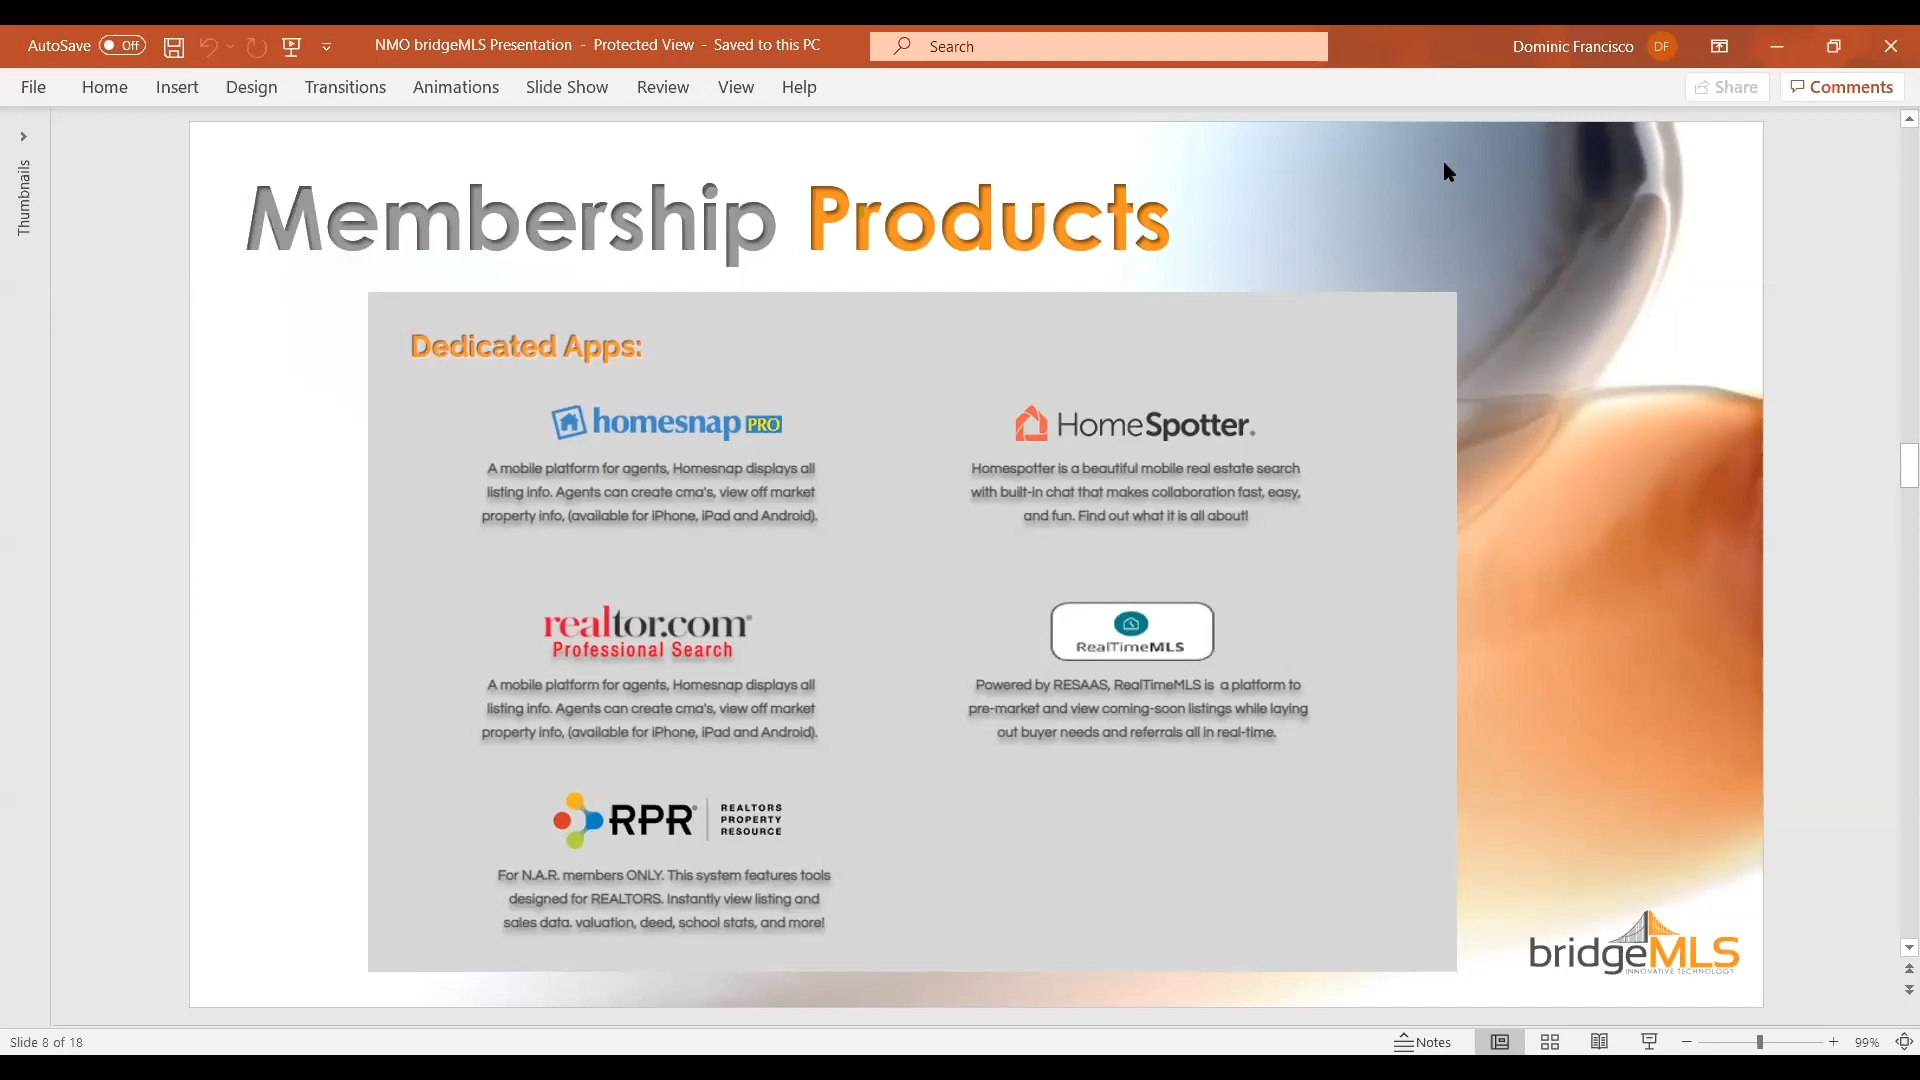 AutoSave Off
NMO bridgeMLS Presentation - Protected View - Saved to this PC
Search
Dominic Francisco DF
File Home Insert Design Transitions Animations Slide Show Review View Help
Share Comments
Thumbnails
Membership Products
Dedicated Apps:
homesnap PRO
A mobile platform for agents, Homesnap displays all
listing info. Agents can create cma's, view off market
property info, (available for iPhone, iPad and Android).
HomeSpotter.
Homespotter is a beautiful mobile real estate search
with built-in chat that makes collaboration fast, easy,
and fun. Find out what it is all about!
realtor.com®
Professional Search
A mobile platform for agents, Homesnap displays all
listing info. Agents can create cma's, view off market
property info, (available for iPhone, iPad and Android).
RealTimeMLS
Powered by RESAAS, RealTimeMLS is a platform to
pre-market and view coming-soon listings while laying
out buyer needs and referrals all in real-time.
RPR®
REALTORS
PROPERTY
RESOURCE
For N.A.R. members ONLY. This system features tools
designed for REALTORS. Instantly view listing and
sales data. valuation, deed, school stats, and more!
bridgeMLS
INNOVATIVE TECHNOLOGY
Slide 8 of 18
Notes
99%